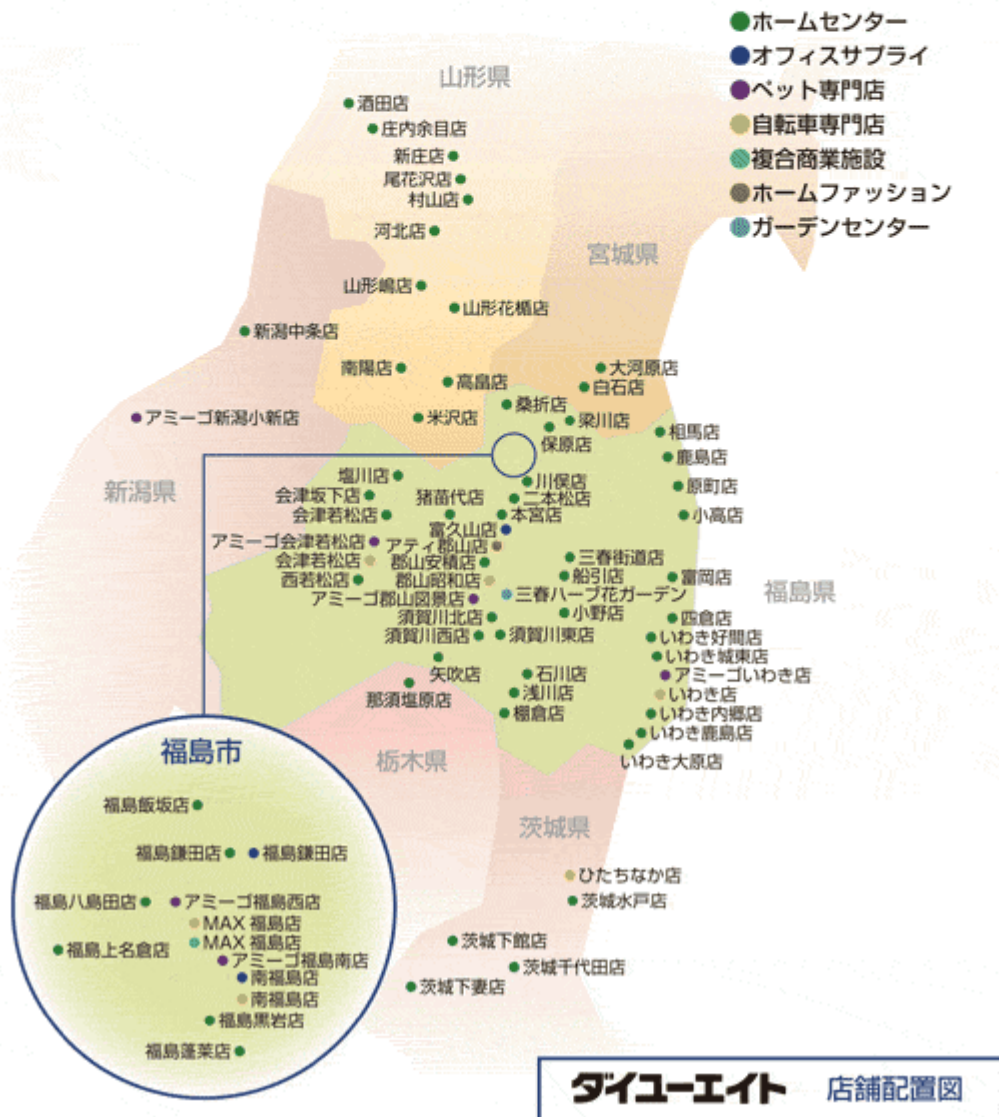 ホームセンター
オフィスサプライ
ペット専門店
自転車専門店
複合商業施設
ホームファッション
ガーデンセンター
山形県
酒田店
庄内余目店
新庄店
尾花沢店
村山店
河北店
宮城県
山形嶋店
山形花楯店
新潟中条店
南陽店
高畠店
大河原店
白石店
アミーゴ新潟小新店
米沢店
桑折店
梁川店
保原店
相馬店
鹿島店
新潟県
塩川店
川俣店
原町店
会津坂下店
猪苗代店
二本松店
会津若松店
本宮店
小高店
富久山店
アミーゴ会津若松店
アティ郡山店
会津若松店
郡山安積店
三春街道店
西若松店
郡山昭和店
船引店
富岡店
福島県
アミーゴ郡山図景店
三春ハーブ花ガーデン
須賀川北店
小野店
四倉店
須賀川西店
須賀川東店
いわき好間店
いわき城東店
矢吹店
石川店
アミーゴいわき店
那須塩原店
浅川店
いわき店
棚倉店
いわき内郷店
いわき鹿島店
いわき大原店
栃木県
茨城県
ひたちなか店
茨城水戸店
茨城下館店
茨城千代田店
茨城下妻店
福島市
福島飯坂店
福島鎌田店
福島鎌田店
福島八島田店
アミーゴ福島西店
MAX 福島店
MAX 福島店
福島上名倉店
アミーゴ福島南店
南福島店
南福島店
福島黒岩店
福島蓬莱店
ダイユーエイト 店舗配置図